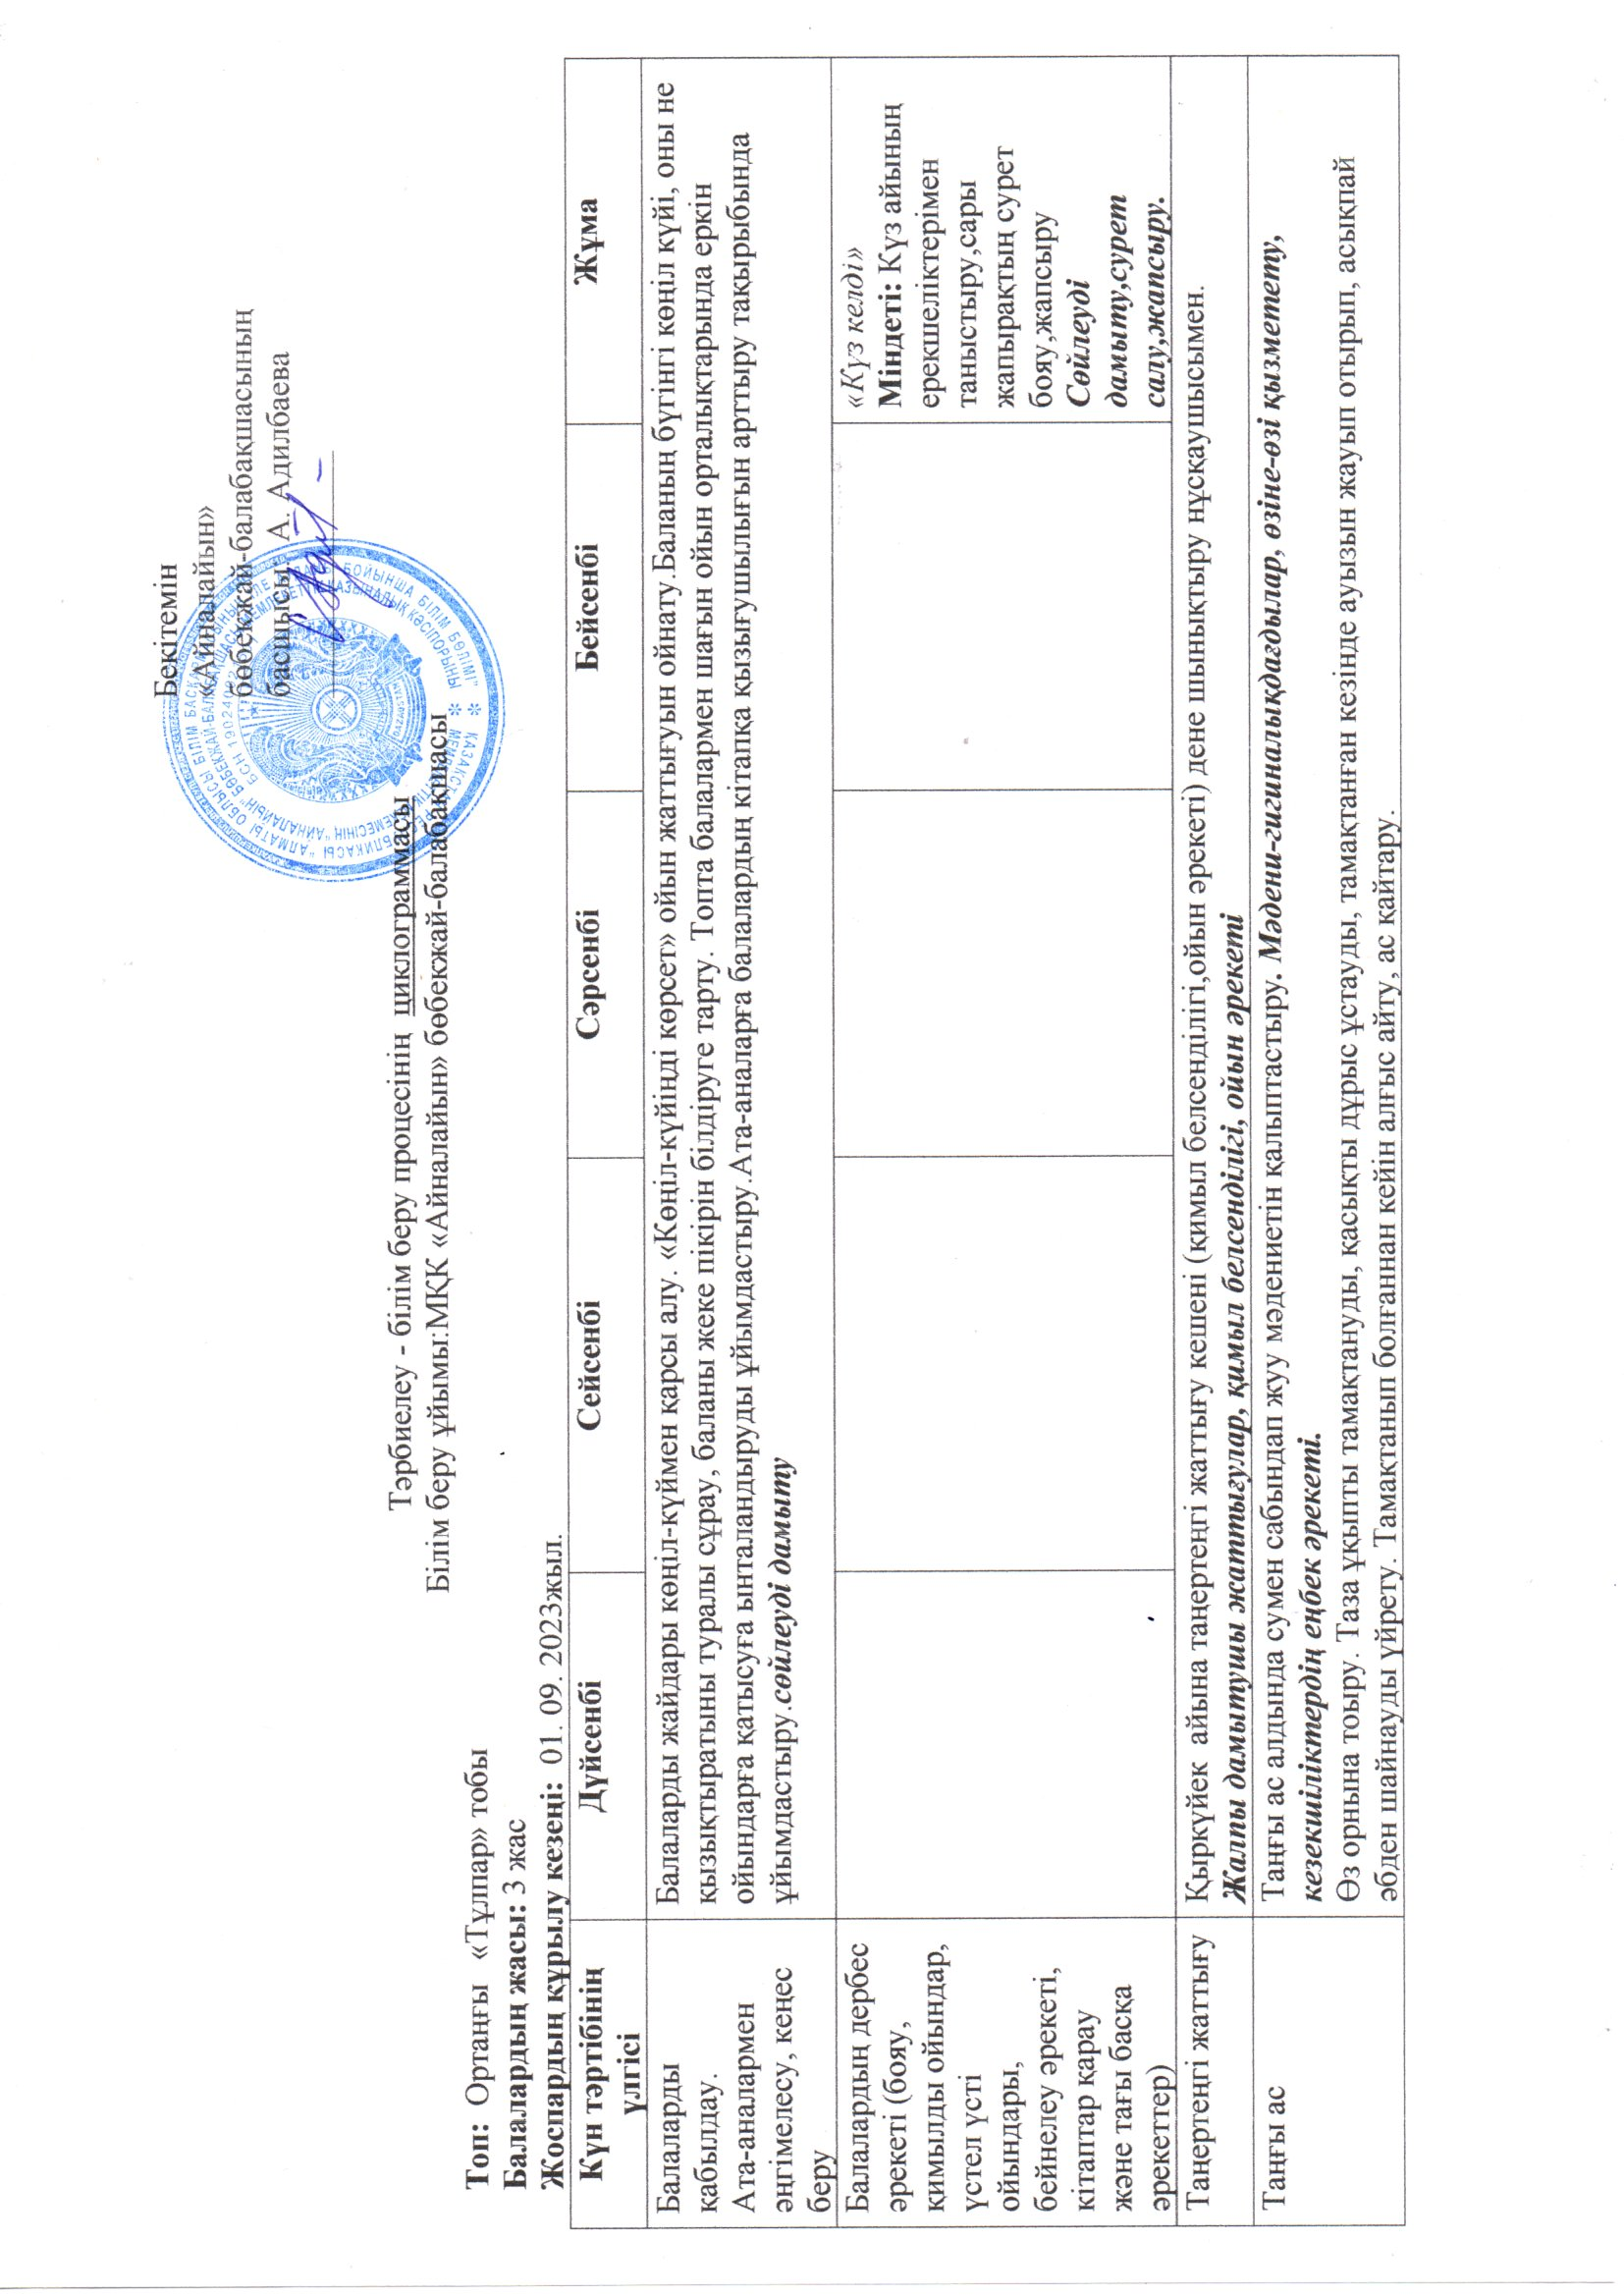 Бекітемін
«Айналайын»
бөбекжай-балабақшасының
басшысы А. Адилбаева
Тәрбиелеу - білім беру процесінің циклограммасы
Білім беру ұйымы:МҚК «Айналайын» бөбекжай-балабақшасы
Топ: Ортаңғы «Тұлпар» тобы
Балалардың жасы: 3 жас
Жоспардың құрылу кезеңі: 01. 09. 2023жыл.
Күн тәртібінің
үлгісі
Дүйсенбі
Сейсенбі
Сәрсенбі
Бейсенбі
Жұма
Балаларды
қабылдау.
Ата-аналармен
әңгімелесу, кеңес
беру
Балаларды жайдары көңіл-күймен қарсы алу. «Көңіл-күйінді көрсет» ойын жаттығуын ойнату.Баланың бүгінгі көңіл күйі, оны не
қызықтыратыны туралы сұрау, баланы жеке пікірін білдіруге тарту. Топта балалармен шағын ойын орталықтарында еркін
ойындарға қатысуға ынталандыруды ұйымдастыру.Ата-аналарға балалардың кітапқа қызығушылығын арттыру тақырыбында
ұйымдастыру.сөйлеуді дамыту
Балалардың дербес
әрекеті (бояу,
қимылды ойындар,
үстел үсті
ойындары,
бейнелеу әрекеті,
кітаптар қарау
және тағы басқа
әрекеттер)
«Күз келді»
Міндеті: Күз айының
ерекшеліктерімен
таныстыру,сары
жапырақтың сурет
бояу,жапсыру
Сөйлеуді
дамыту,сурет
салу,жапсыру.
Таңертеңгі жаттығу
Қыркүйек айына таңертеңгі жаттығу кешені (қимыл белсенділігі,ойын әрекеті) дене шынықтыру нұсқаушысымен.
Жалпы дамытушы жаттығулар, қимыл белсенділігі, ойын әрекеті
Таңғы ас
Таңғы ас алдында сумен сабындап жуу мәдениетін қалыптастыру. Мәдени-гигиналықдағдылар, өзіне-өзі қызмету,
кезекшіліктердің еңбек әрекеті.
Өз орнына тоыру. Таза ұқыпты тамақтануды, қасықты дұрыс ұстауды, тамақтанған кезінде ауызын жауып отырып, асықпай
әбден шайнауды үйрету. Тамақтанып болғаннан кейін алғыс айту, ас қайтару.